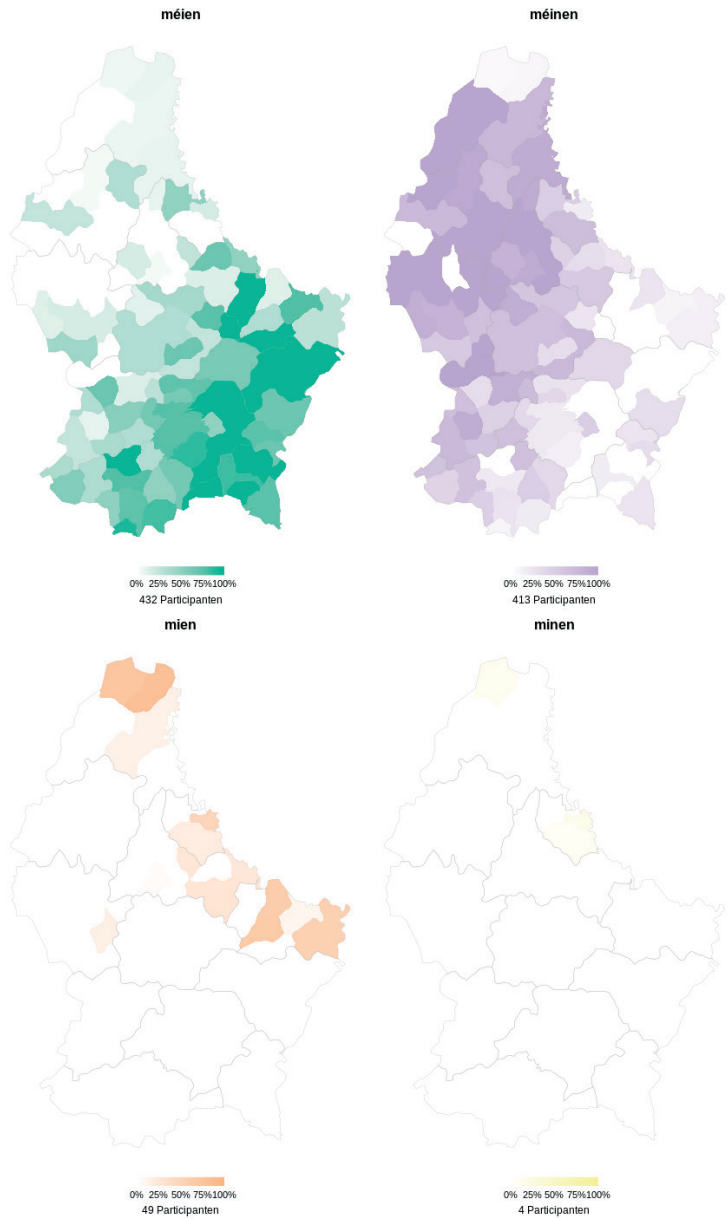 méien
méinen
0% 25% 50% 75%100%
432 Participanten
0% 25% 50% 75%100%
413 Participanten
mien
minen
0% 25% 50% 75%100%
49 Participanten
0% 25% 50% 75%100%
4 Participanten